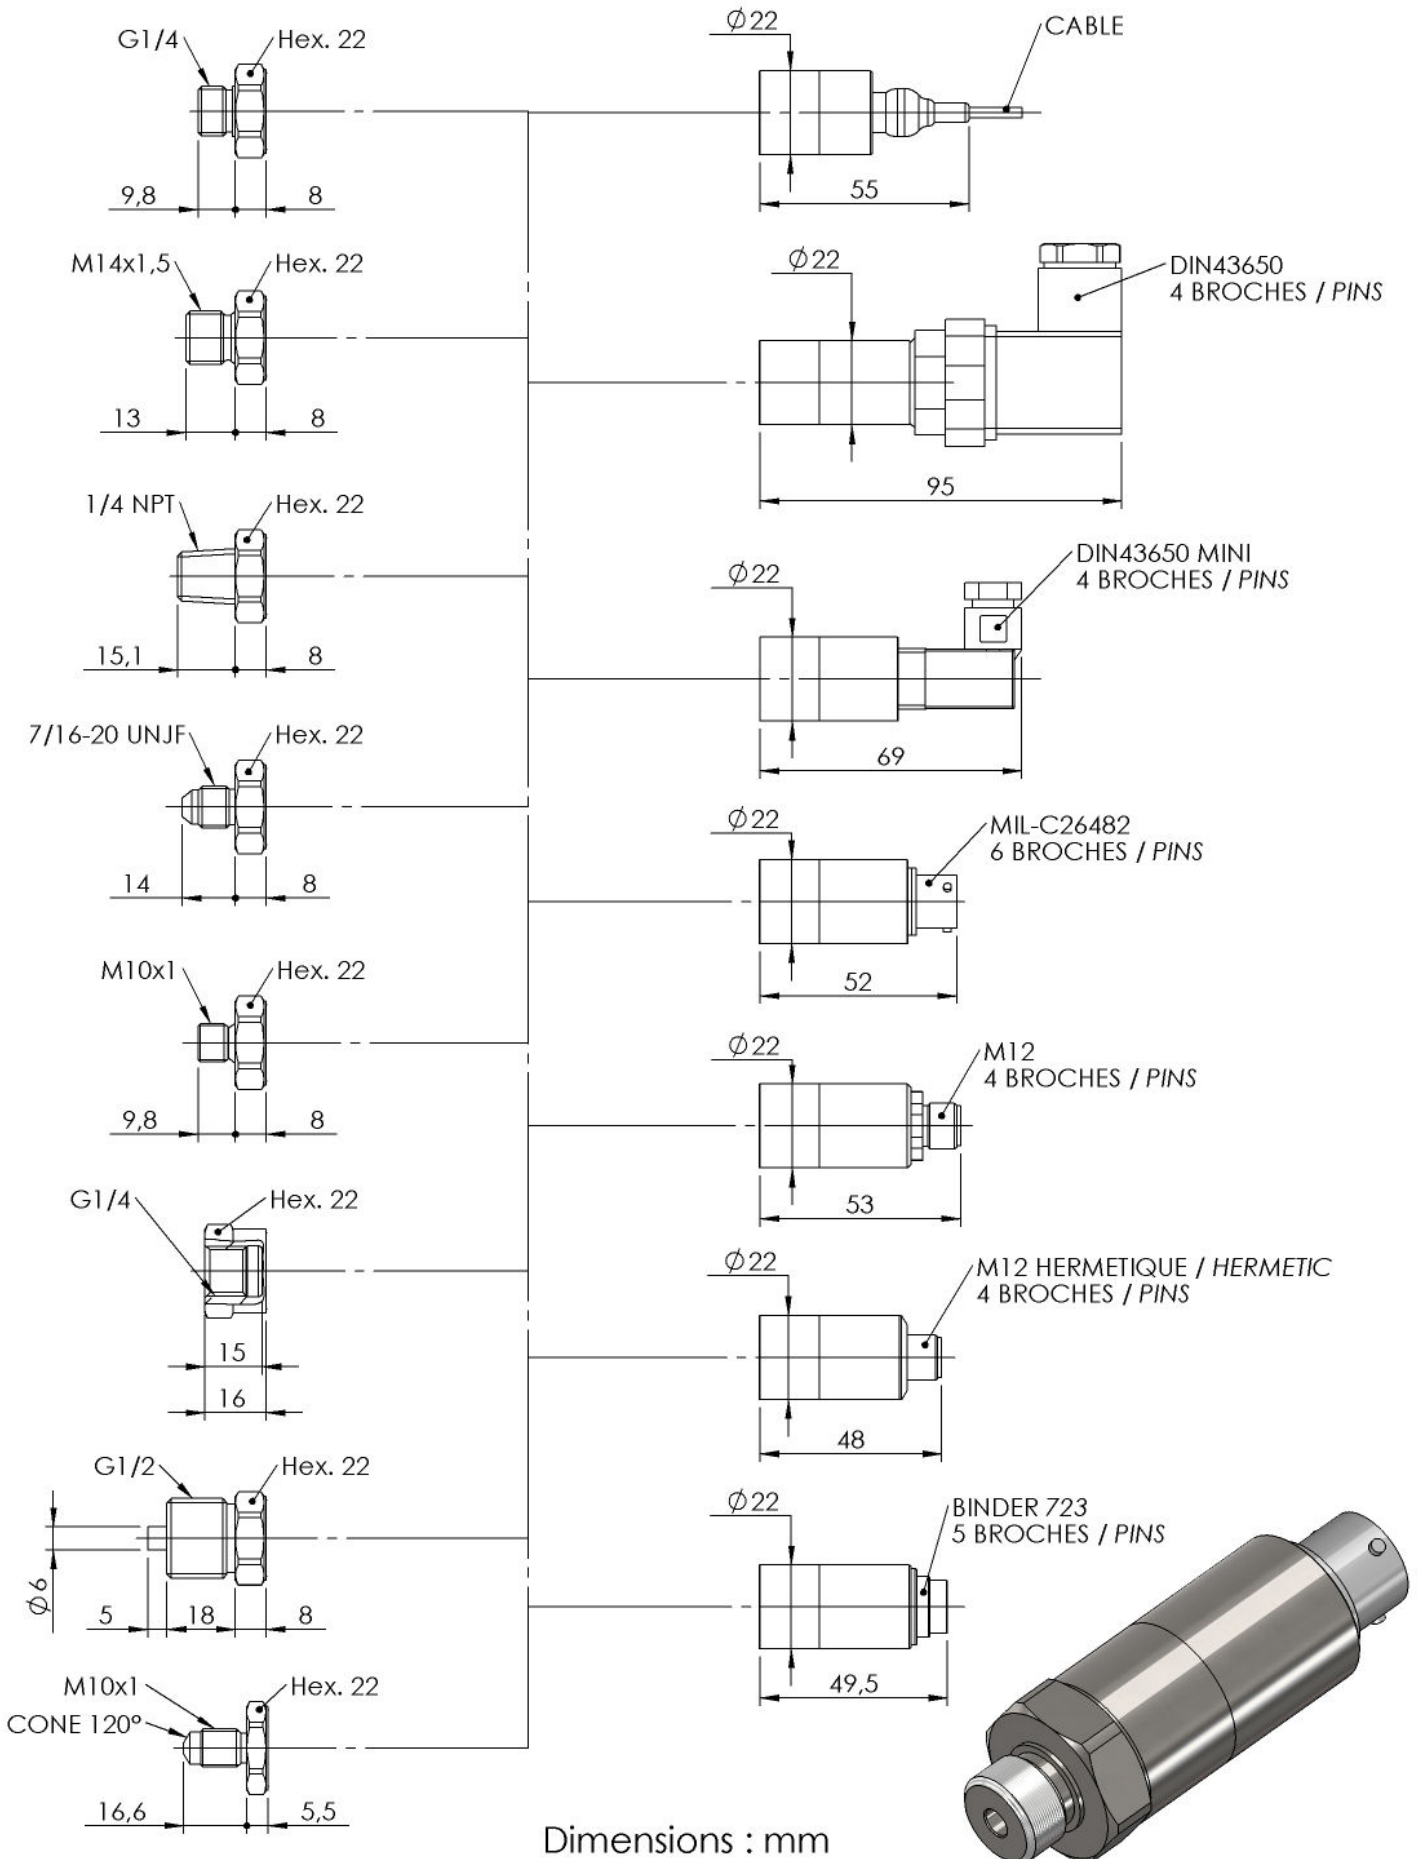 G1/4
Hex. 22
9,8
8
M14x1,5
Hex. 22
13
8
1/4 NPT
Hex. 22
15,1
8
7/16-20 UNJF
Hex. 22
14
8
M10x1
Hex. 22
9,8
8
G1/4
Hex. 22
15
16
G1/2
Hex. 22
Ø6
5
18
8
M10x1
Hex. 22
CONE 120°
16,6
5,5
Ø22
CABLE
55
Ø22
DIN43650
4 BROCHES / PINS
95
Ø22
DIN43650 MINI
4 BROCHES / PINS
69
Ø22
MIL-C26482
6 BROCHES / PINS
52
Ø22
M12
4 BROCHES / PINS
53
Ø22
M12 HERMETIQUE / HERMETIC
4 BROCHES / PINS
48
Ø22
BINDER 723
5 BROCHES / PINS
49,5
Dimensions : mm